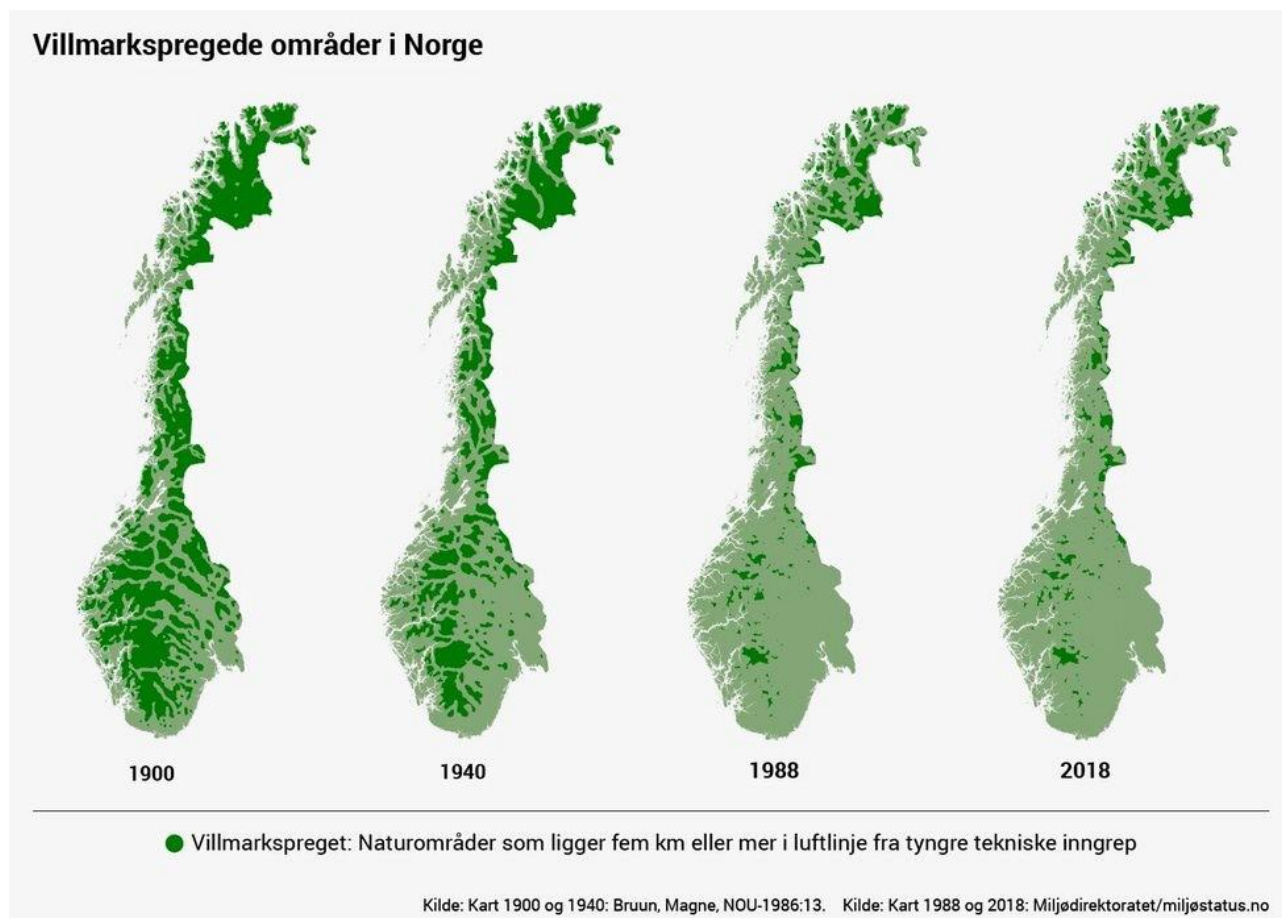 Villmarkspregede områder i Norge
1900
1940
1988
2018
Villmarkspreget: Naturområder som ligger fem km eller mer i luftlinje fra tyngre tekniske inngrep
Kilde: Kart 1900 og 1940: Bruun, Magne, NOU-1986:13. Kilde: Kart 1988 og 2018: Miljødirektoratet/miljøstatus.no